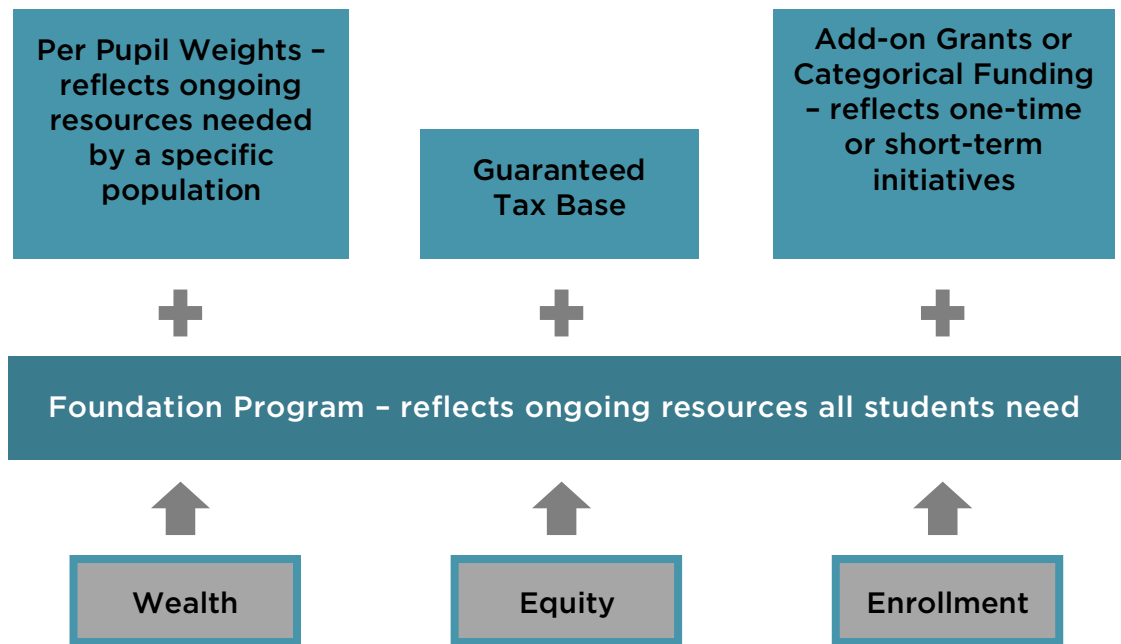 Per Pupil Weights –
reflects ongoing
resources needed
by a specific
population
Guaranteed
Tax Base
Add-on Grants or
Categorical Funding
– reflects one-time
or short-term
initiatives
Foundation Program – reflects ongoing resources all students need
Wealth
Equity
Enrollment